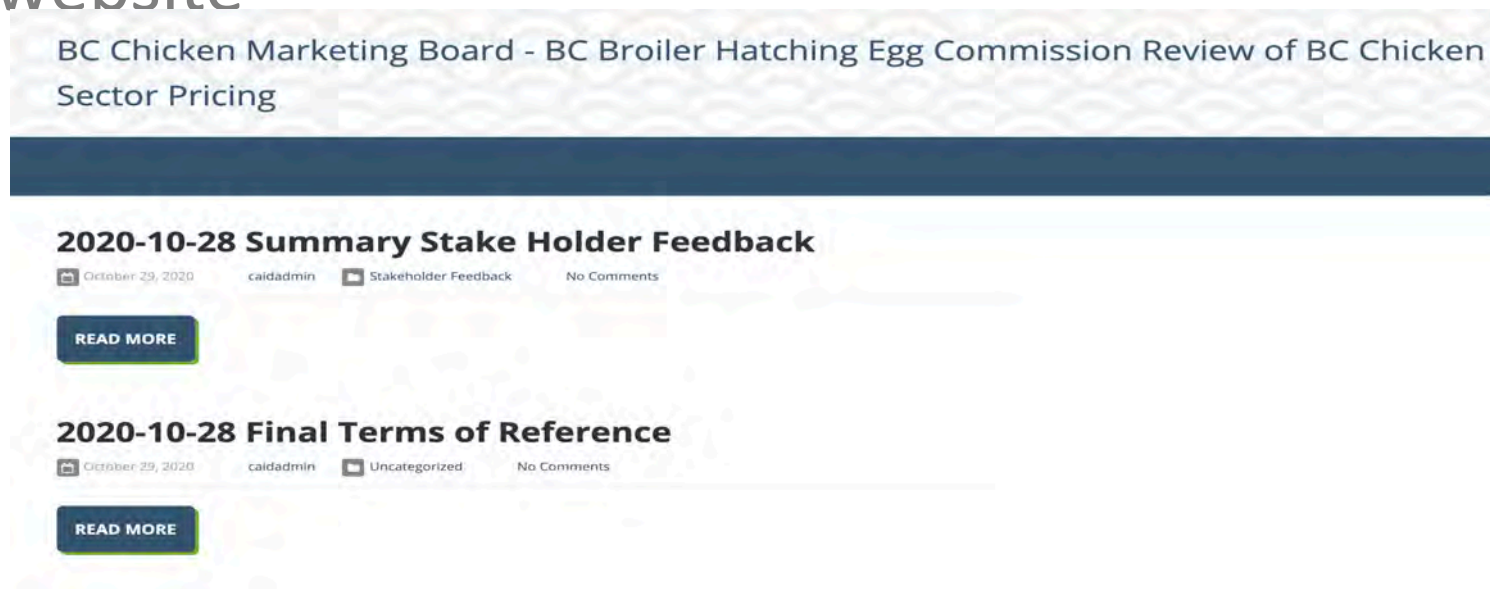 website
BC Chicken Marketing Board - BC Broiler Hatching Egg Commission Review of BC Chicken
Sector Pricing
2020-10-28 Summary Stake Holder Feedback
October 29, 2020 caidadmin Stakeholder Feedback No Comments
READ MORE
2020-10-28 Final Terms of Reference
October 29, 2020 caidadmin Uncategorized No Comments
READ MORE